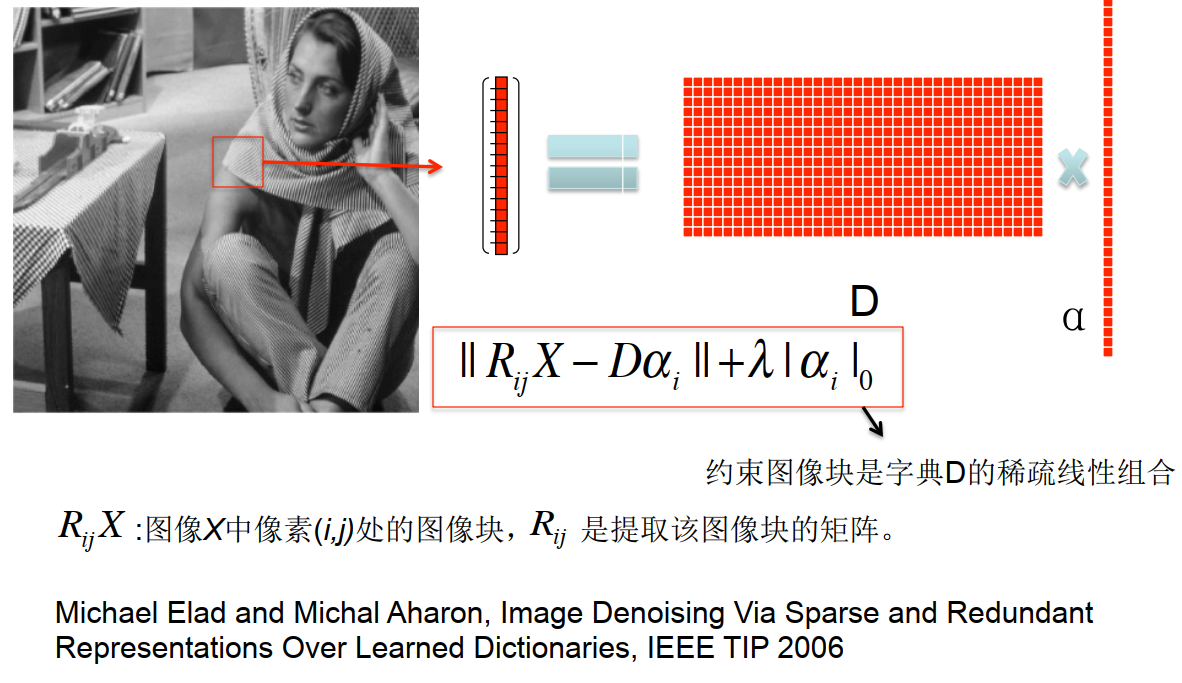 D
α
‖ R_{ij} X − D α_i ‖ + λ | α_i |_0
约束图像块是字典D的稀疏线性组合
R_{ij} X :图像X中像素(i,j)处的图像块，R_{ij} 是提取该图像块的矩阵。
Michael Elad and Michal Aharon, Image Denoising Via Sparse and Redundant
Representations Over Learned Dictionaries, IEEE TIP 2006